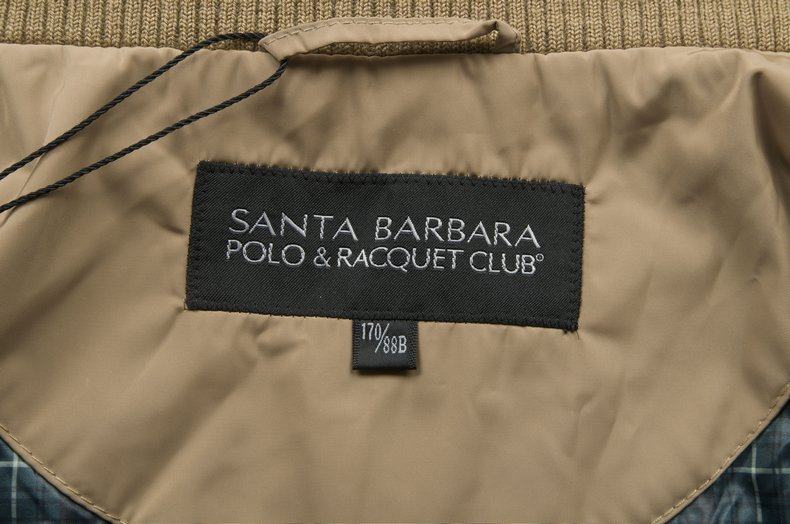 SANTA BARBARA
POLO & RACQUET CLUB®
170/88B